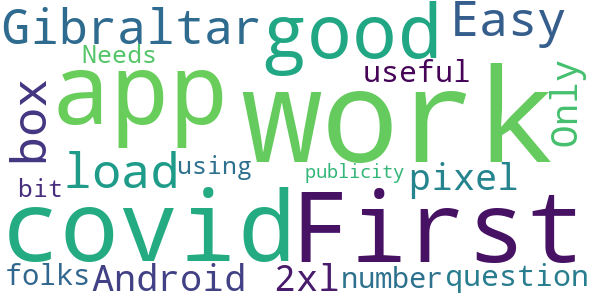 Gibraltar good Easy
Needs
app work useful Only
box
load using publicity pixel
bit
covid First
folks Android 2xl number question